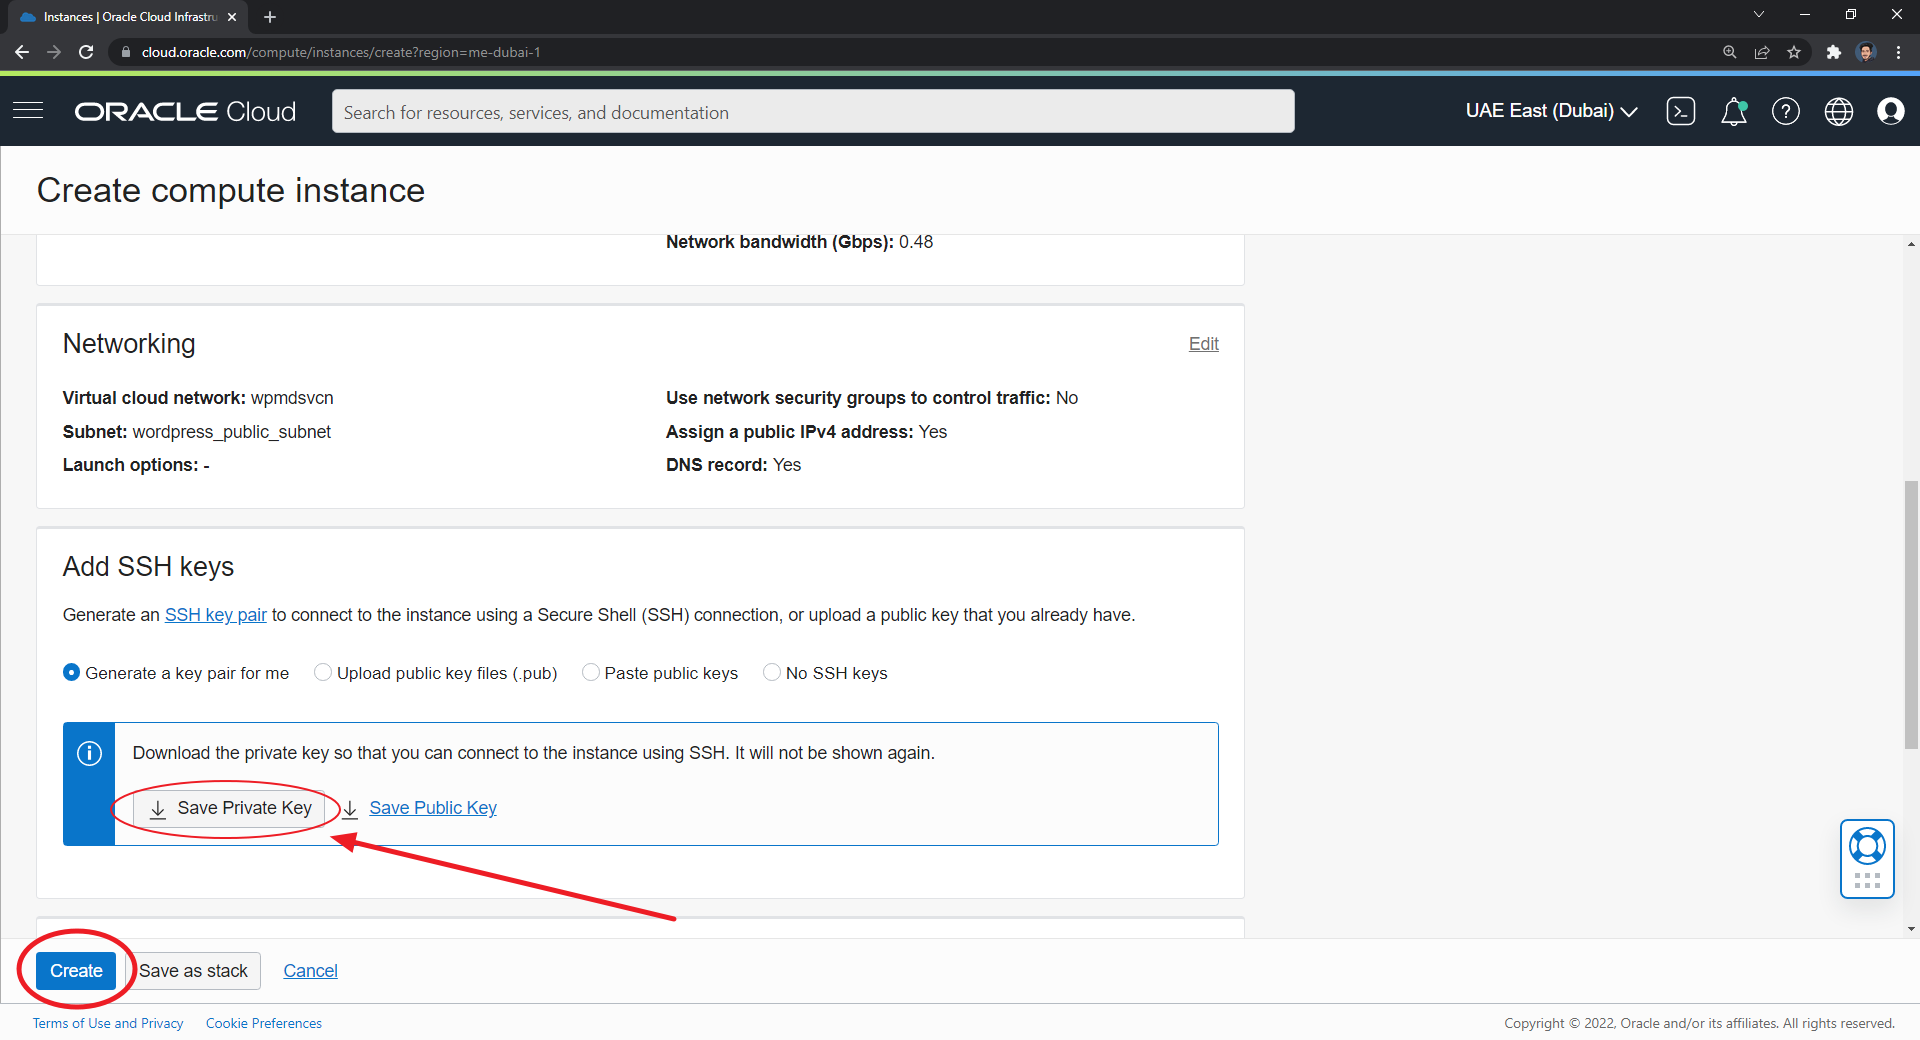 Instances | Oracle Cloud Infrastru
cloud.oracle.com/compute/instances/create?region=me-dubai-1
ORACLE Cloud
Search for resources, services, and documentation
UAE East (Dubai)
Create compute instance
Network bandwidth (Gbps): 0.48
Networking
Edit
Virtual cloud network: wpmdsvcn
Use network security groups to control traffic: No
Subnet: wordpress_public_subnet
Assign a public IPv4 address: Yes
Launch options: -
DNS record: Yes
Add SSH keys
Generate an SSH key pair to connect to the instance using a Secure Shell (SSH) connection, or upload a public key that you already have.
Generate a key pair for me
Upload public key files (.pub)
Paste public keys
No SSH keys
Download the private key so that you can connect to the instance using SSH. It will not be shown again.
Save Private Key
Save Public Key
Create
Save as stack
Cancel
Terms of Use and Privacy
Cookie Preferences
Copyright © 2022, Oracle and/or its affiliates. All rights reserved.